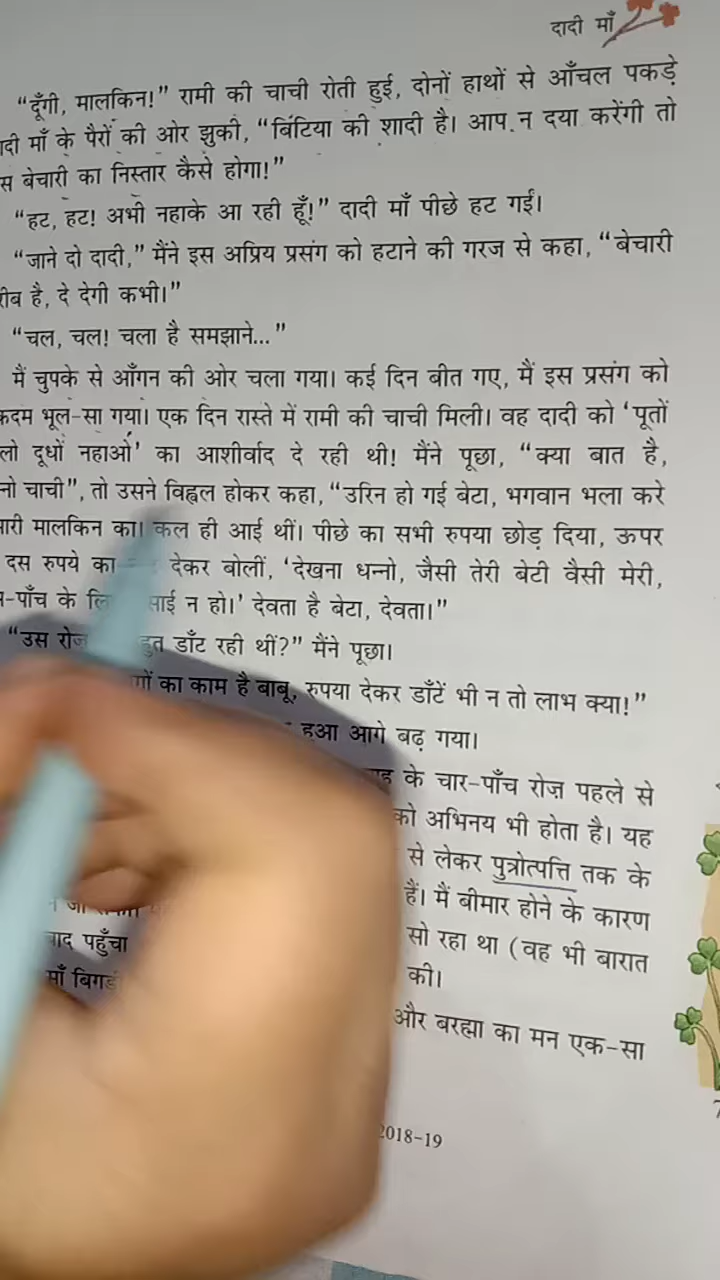 दादी माँ
“दूँगी, मालकिन!” रामी की चाची रोती हुई, दोनों हाथों से आँचल पकड़े
दी माँ के पैरों की ओर झुकी, “बिटिया की शादी है। आप न दया करेंगी तो
स बेचारी का निस्तार कैसे होगा!”
“हट, हट! अभी नहाके आ रही हूँ!” दादी माँ पीछे हट गईं।
“जाने दो दादी,” मैंने इस अप्रिय प्रसंग को हटाने की गरज से कहा, “बेचारी
रीब है, दे देगी कभी।”
“चल, चल! चला है समझाने...”
मैं चुपके से आँगन की ओर चला गया। कई दिन बीत गए, मैं इस प्रसंग को
कदम भूल-सा गया। एक दिन रास्ते में रामी की चाची मिली। वह दादी को ‘पूतों
लो दूधों नहाओ’ का आशीर्वाद दे रही थी! मैंने पूछा, “क्या बात है,
नो चाची”, तो उसने विह्वल होकर कहा, “उरिन हो गई बेटा, भगवान भला करे
मारी मालकिन का। कल ही आई थीं। पीछे का सभी रुपया छोड़ दिया, ऊपर
दस रुपये का देकर बोलीं, ‘देखना धन्नो, जैसी तेरी बेटी वैसी मेरी,
-पाँच के लि साई न हो।’ देवता है बेटा, देवता।”
“उस रोज़ हुत डाँट रही थीं?” मैंने पूछा।
गों का काम है बाबू, रुपया देकर डाँटें भी न तो लाभ क्या!”
हुआ आगे बढ़ गया।
के चार-पाँच रोज़ पहले से
को अभिनय भी होता है। यह
से लेकर पुत्रोत्पत्ति तक के
हैं। मैं बीमार होने के कारण
बाद पहुँचा सो रहा था (वह भी बारात
माँ बिगड़ की।
और बरह्मा का मन एक-सा
2018-19